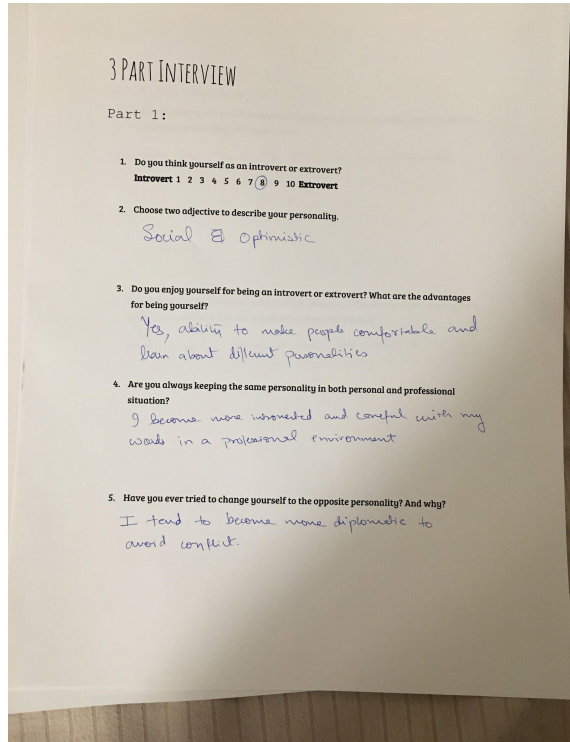 3 PART INTERVIEW
Part 1:
1. Do you think yourself as an introvert or extrovert?
Introvert 1 2 3 4 5 6 7 8 9 10 Extrovert
2. Choose two adjective to describe your personality.
Social & Optimistic
3. Do you enjoy yourself for being an introvert or extrovert? What are the advantages
for being yourself?
Yes, ability to make people comfortable and
learn about different personalities
4. Are you always keeping the same personality in both personal and professional
situation?
I become more introverted and careful with my
words in a professional environment
5. Have you ever tried to change yourself to the opposite personality? And why?
I tend to become more diplomatic to
avoid conflict.